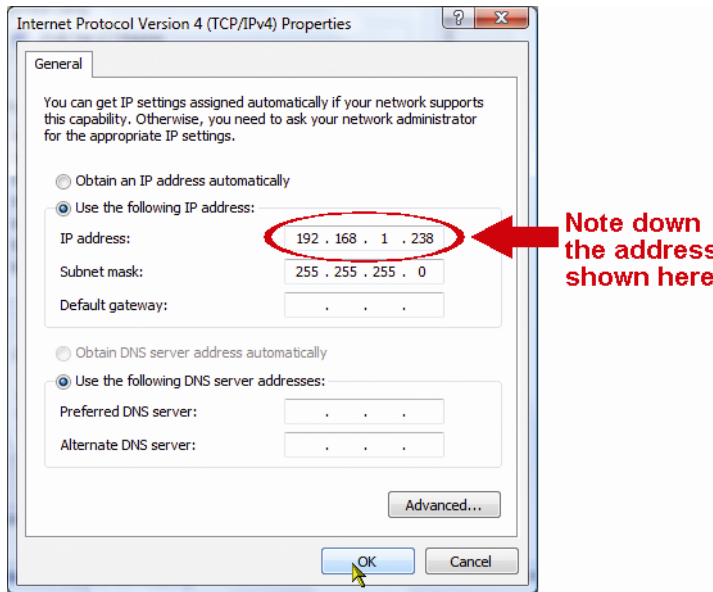 Internet Protocol Version 4 (TCP/IPv4) Properties
General
You can get IP settings assigned automatically if your network supports
this capability. Otherwise, you need to ask your network administrator
for the appropriate IP settings.
Obtain an IP address automatically
Use the following IP address:
IP address: 192 . 168 . 1 . 238
Subnet mask: 255 . 255 . 255 . 0
Default gateway: . . .
Note down
the address
shown here
Obtain DNS server address automatically
Use the following DNS server addresses:
Preferred DNS server: . . .
Alternate DNS server: . . .
Advanced...
OK Cancel